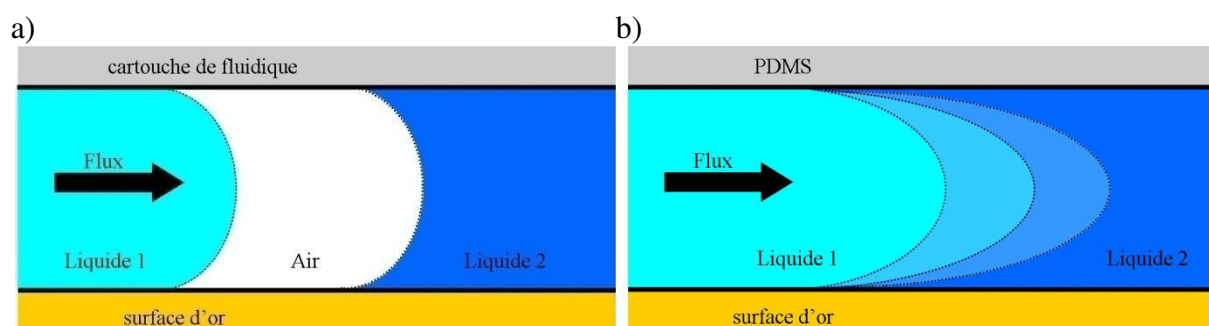 a)
cartouche de fluidique
Flux
Liquide 1
Air
Liquide 2
surface d'or
b)
PDMS
Flux
Liquide 1
Liquide 2
surface d'or